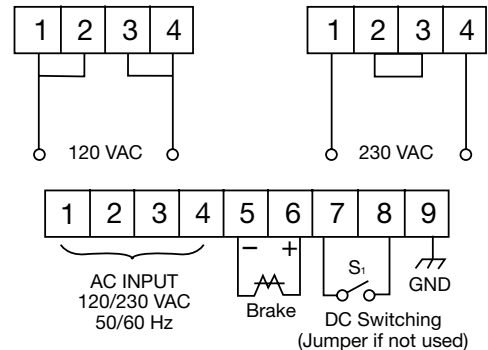 1 2 3 4
120 VAC
1 2 3 4
230 VAC
1 2 3 4 5 6 7 8 9
− +
S1
AC INPUT
120/230 VAC
50/60 Hz
Brake
GND
DC Switching
(Jumper if not used)